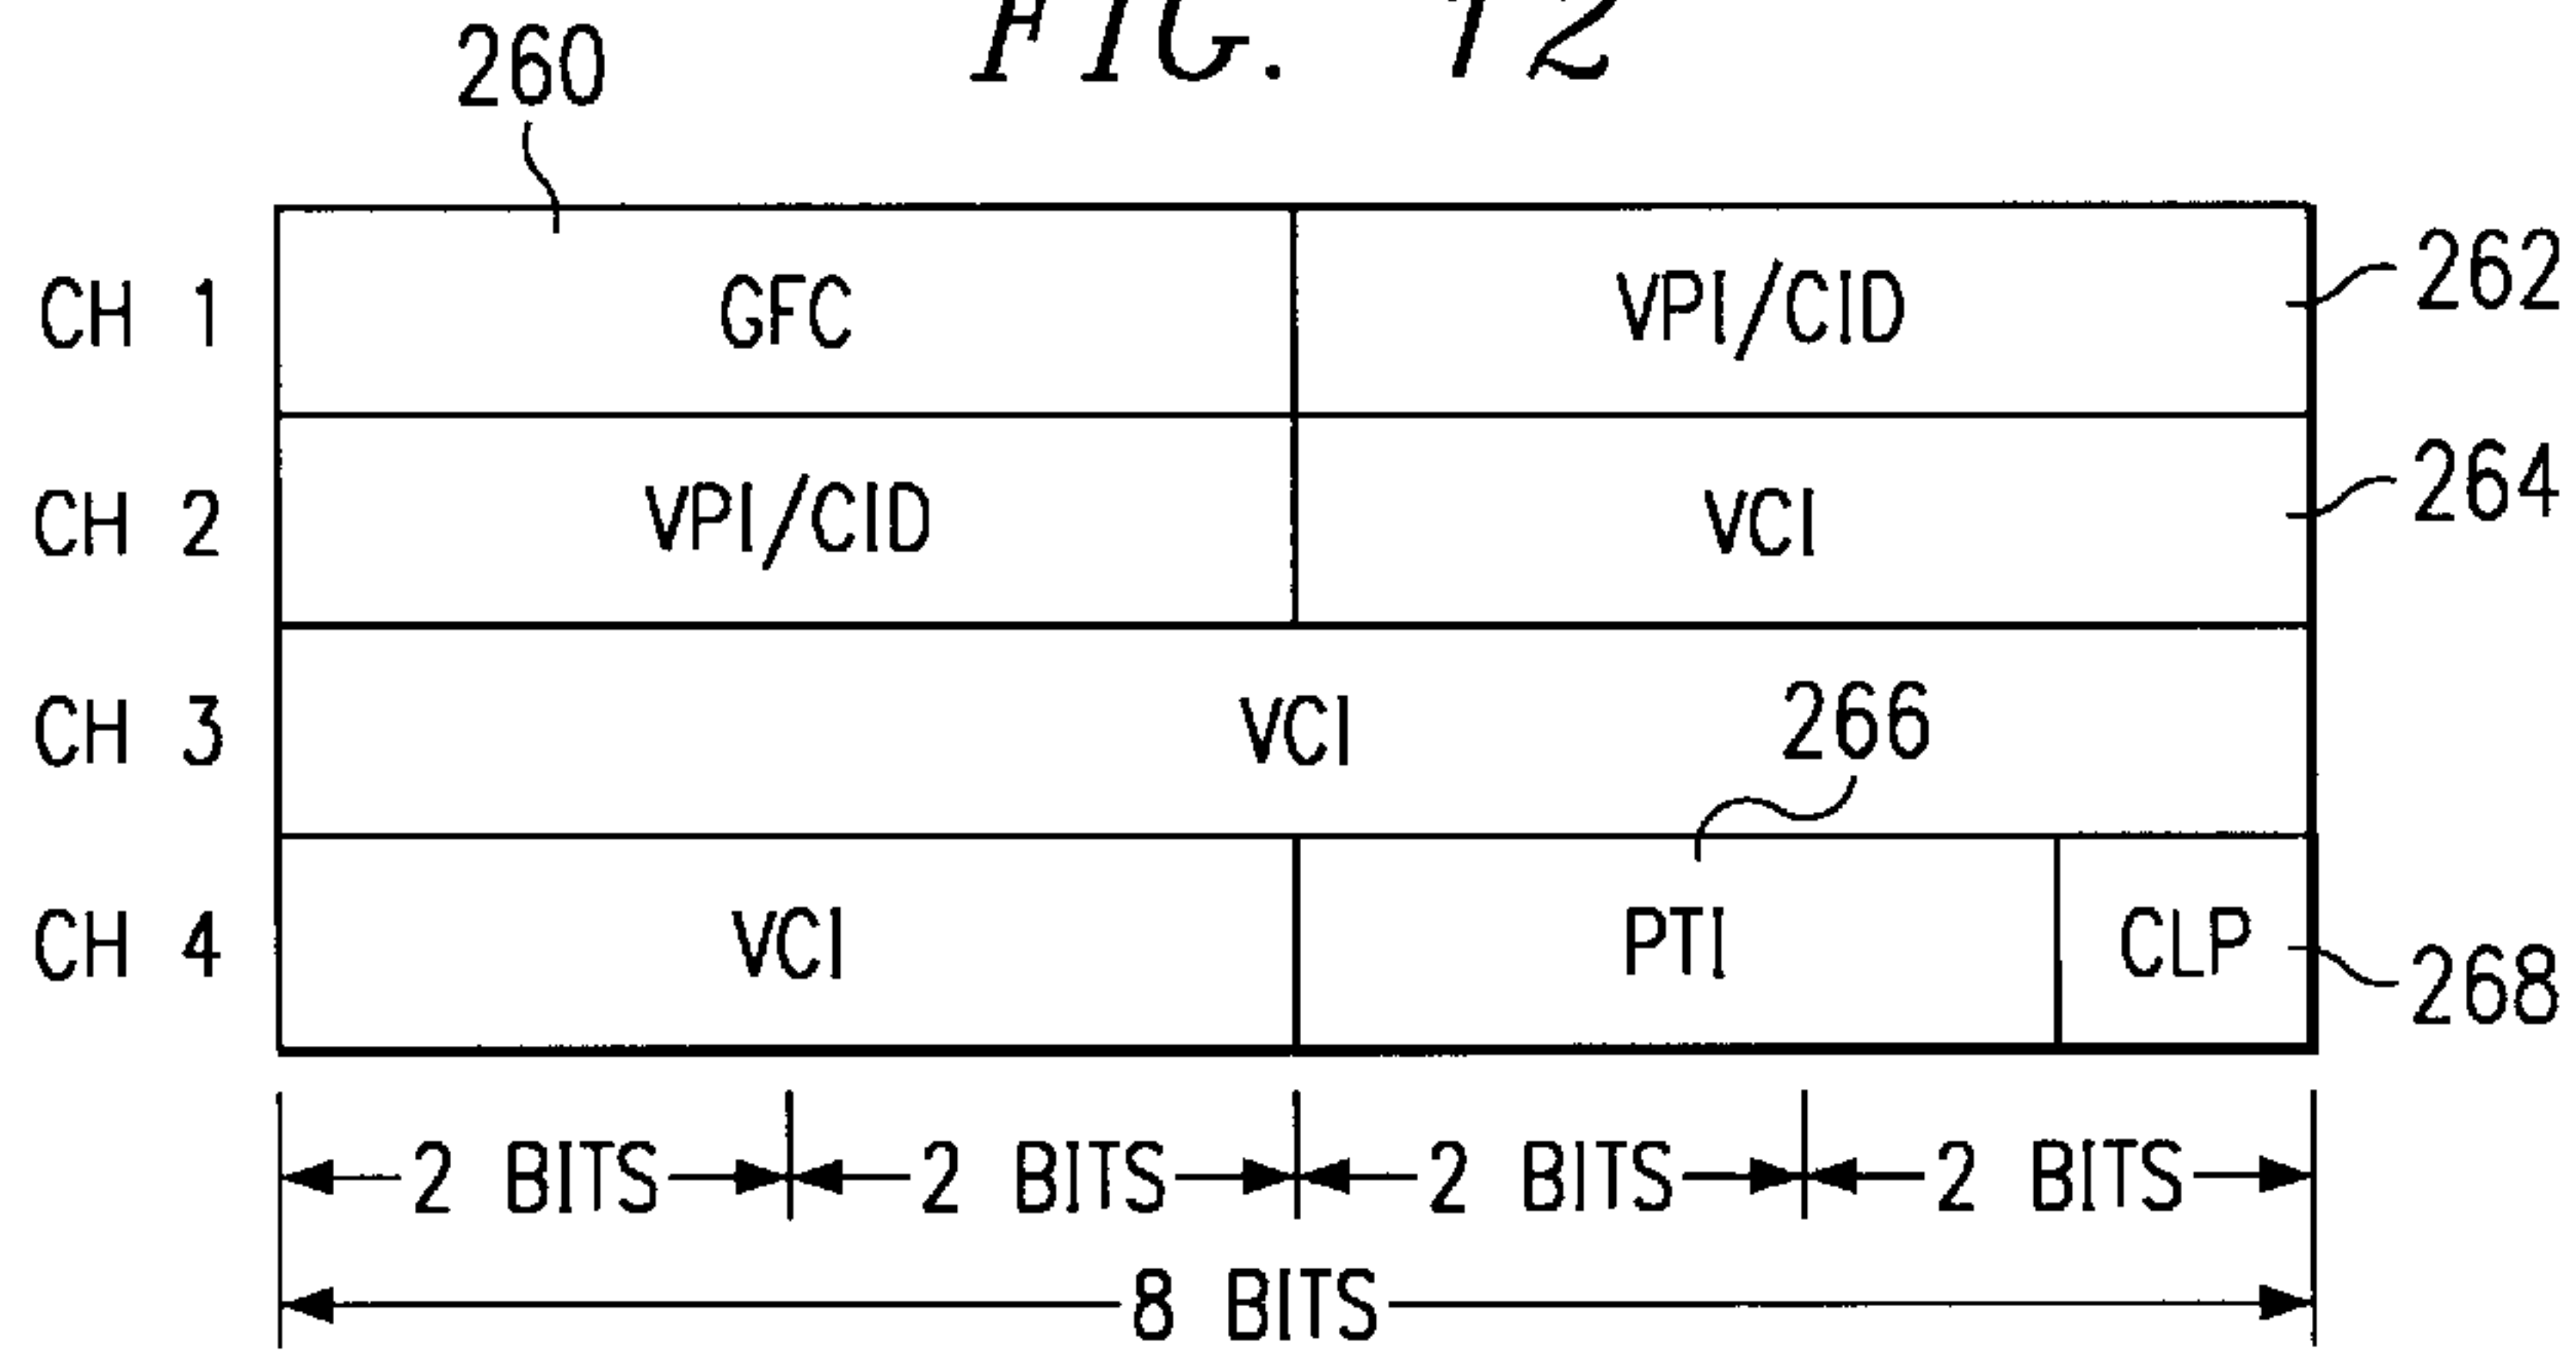 FIG. 12
260
CH 1 GFC VPI/CID 262
CH 2 VPI/CID VCI 264
CH 3 VCI 266
CH 4 VCI PTI CLP 268
2 BITS 2 BITS 2 BITS 2 BITS
8 BITS